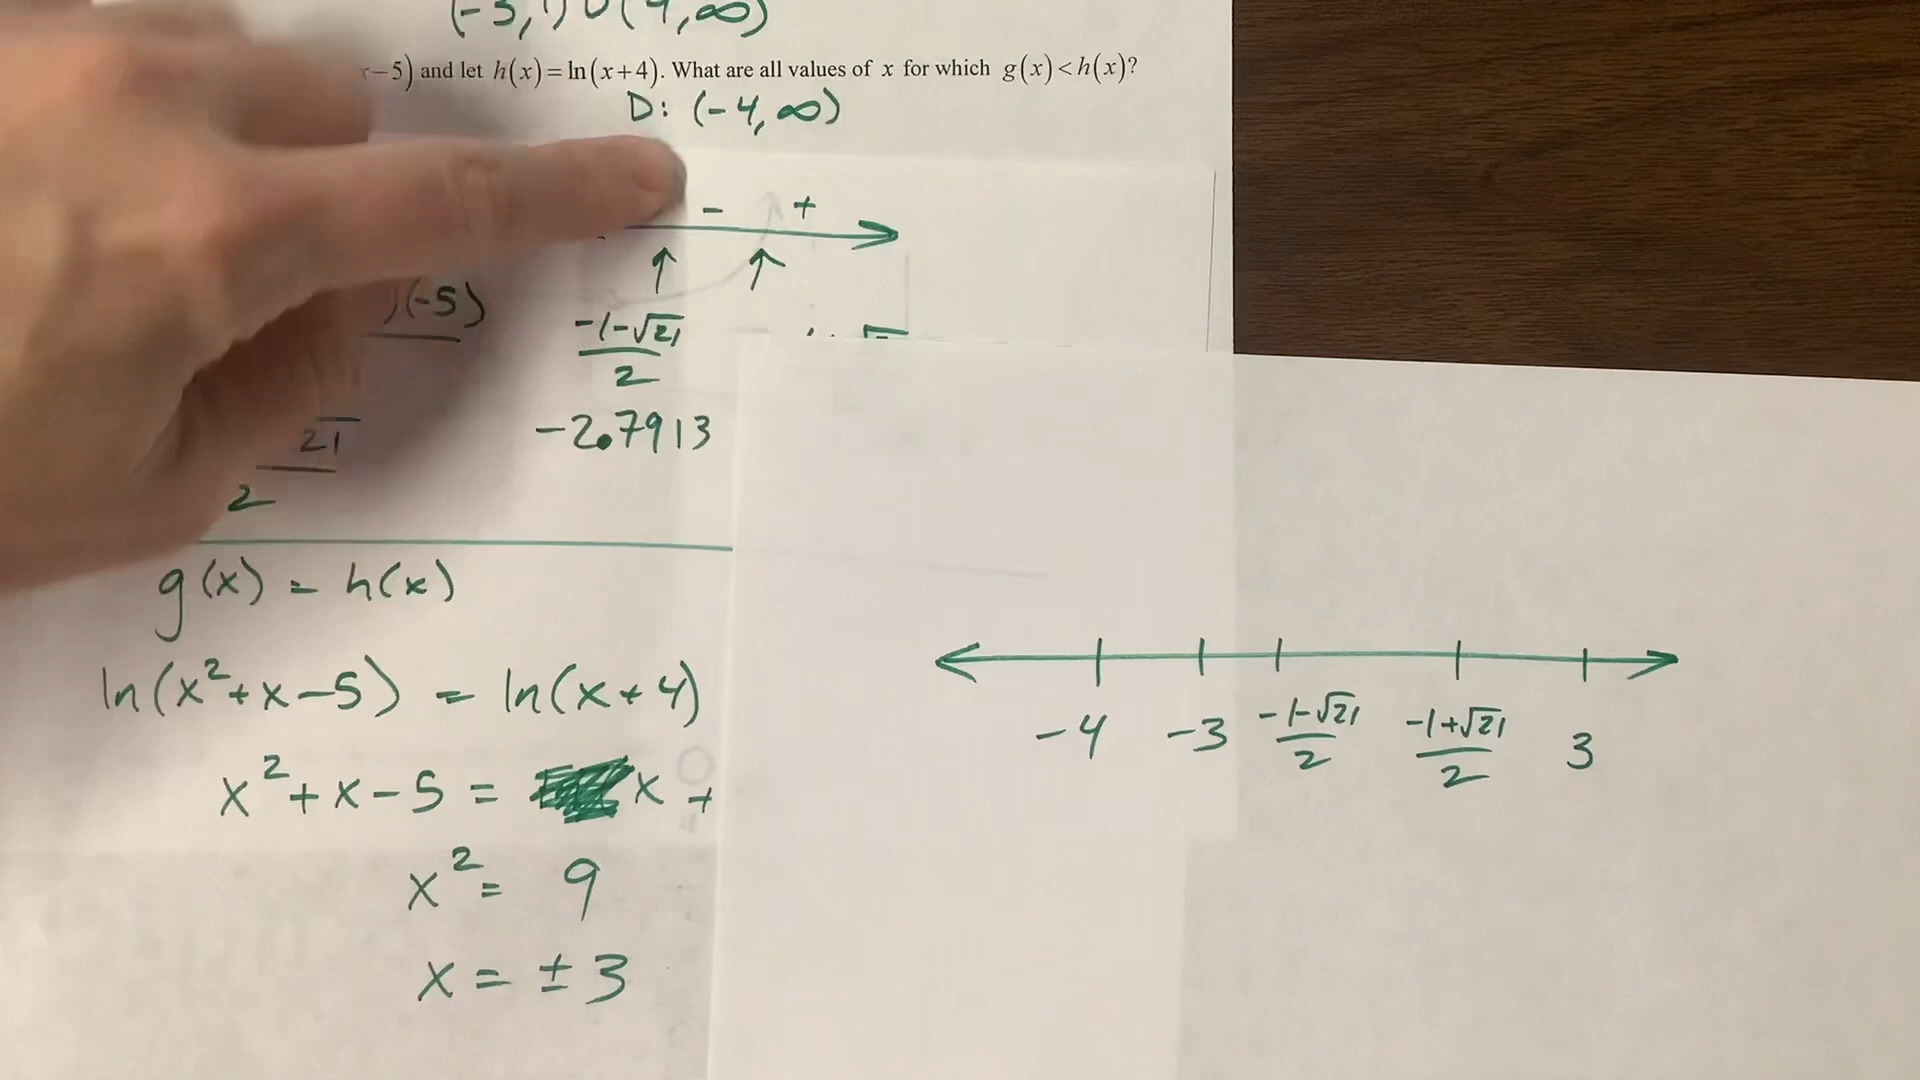 (-5,1)∪(4,∞)
x-5) and let h(x)=ln(x+4). What are all values of x for which g(x)<h(x)?
D: (-4,∞)
- +
)(-5)
-1-√21
2
-2.7913
21
2
g(x) = h(x)
ln(x²+x-5) = ln(x+4)
x²+x-5 = x +
x² = 9
x = ±3
-4 -3 -1-√21/2 -1+√21/2 3